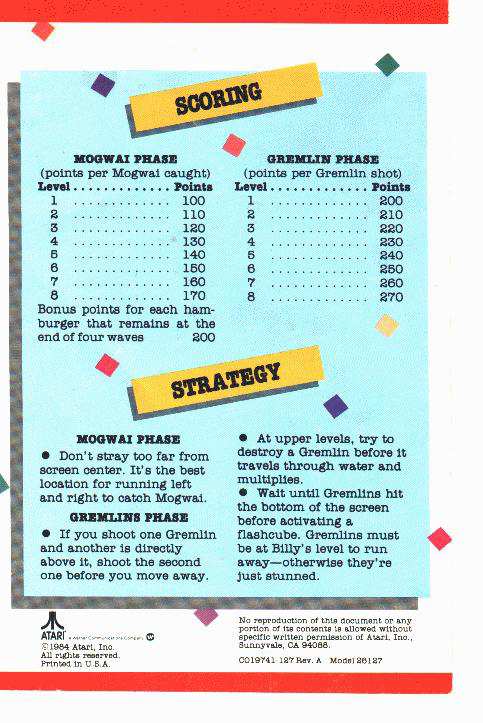 SCORING
MOGWAI PHASE
(points per Mogwai caught)
Level . . . . . . . . . . . . . Points
1 . . . . . . . . . . . . . 100
2 . . . . . . . . . . . . . 110
3 . . . . . . . . . . . . . 120
4 . . . . . . . . . . . . . 130
5 . . . . . . . . . . . . . 140
6 . . . . . . . . . . . . . 150
7 . . . . . . . . . . . . . 160
8 . . . . . . . . . . . . . 170
Bonus points for each ham-
burger that remains at the
end of four waves 200
GREMLIN PHASE
(points per Gremlin shot)
Level . . . . . . . . . . . . . Points
1 . . . . . . . . . . . . . 200
2 . . . . . . . . . . . . . 210
3 . . . . . . . . . . . . . 220
4 . . . . . . . . . . . . . 230
5 . . . . . . . . . . . . . 240
6 . . . . . . . . . . . . . 250
7 . . . . . . . . . . . . . 260
8 . . . . . . . . . . . . . 270
STRATEGY
MOGWAI PHASE
● Don't stray too far from
screen center. It's the best
location for running left
and right to catch Mogwai.
GREMLINS PHASE
● If you shoot one Gremlin
and another is directly
above it, shoot the second
one before you move away.
● At upper levels, try to
destroy a Gremlin before it
travels through water and
multiplies.
● Wait until Gremlins hit
the bottom of the screen
before activating a
flashcube. Gremlins must
be at Billy's level to run
away—otherwise they're
just stunned.
ATARI A Warner Communications Company
©1984 Atari, Inc.
All rights reserved.
Printed in U.S.A.
No reproduction of this document or any
portion of its contents is allowed without
specific written permission of Atari, Inc.,
Sunnyvale, CA 94088.
CO19741-127 Rev. A Model 26127